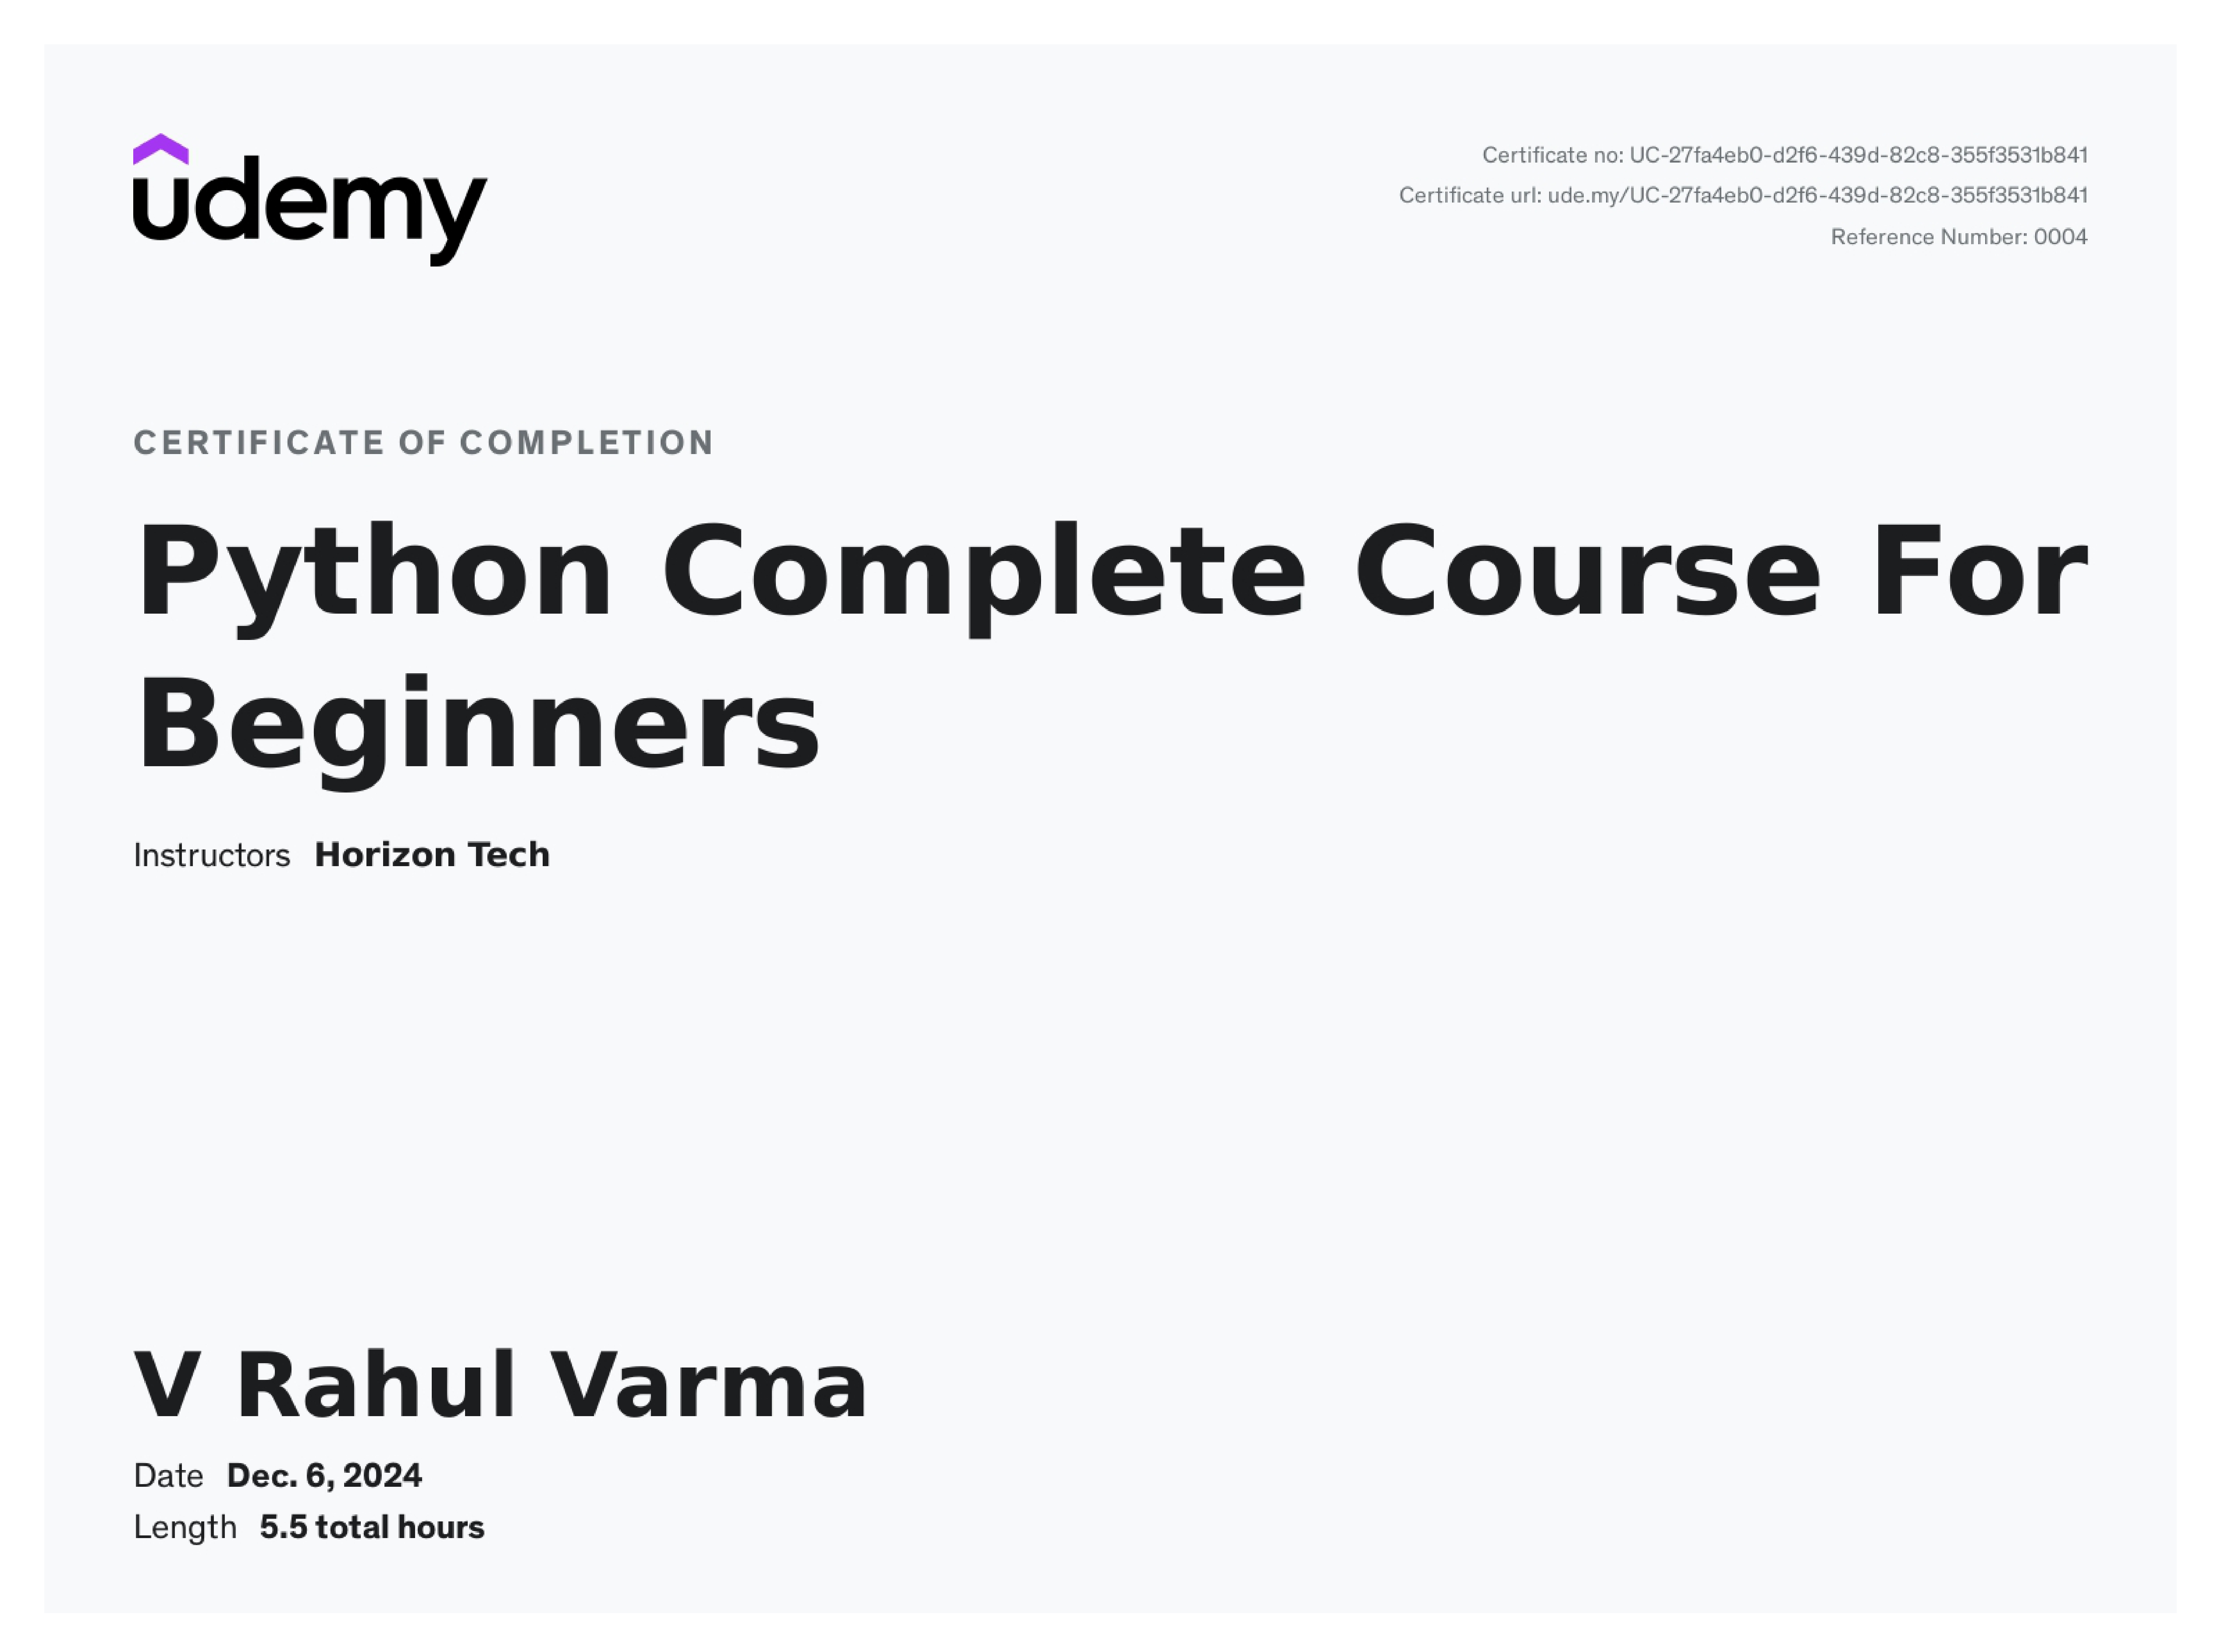 udemy
Certificate no: UC-27fa4eb0-d2f6-439d-82c8-355f3531b841
Certificate url: ude.my/UC-27fa4eb0-d2f6-439d-82c8-355f3531b841
Reference Number: 0004
CERTIFICATE OF COMPLETION
Python Complete Course For
Beginners
Instructors Horizon Tech
V Rahul Varma
Date Dec. 6, 2024
Length 5.5 total hours